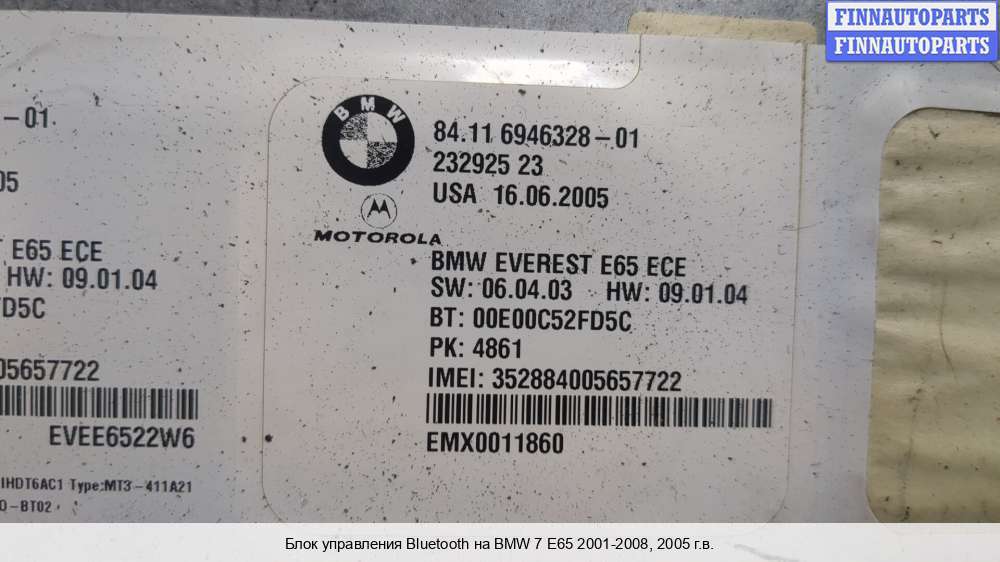 FINNAUTOPARTS
FINNAUTOPARTS
-01
05
E65 ECE
HW: 09.01.04
FD5C
05657722
EVEE6522W6
IHDT6AC1 Type:MT3-411A21
-BT02
BMW
84.11 6946328-01
232925 23
USA 16.06.2005
MOTOROLA
BMW EVEREST E65 ECE
SW: 06.04.03 HW: 09.01.04
BT: 00E00C52FD5C
PK: 4861
IMEI: 352884005657722
EMX0011860
Блок управления Bluetooth на BMW 7 E65 2001-2008, 2005 г.в.